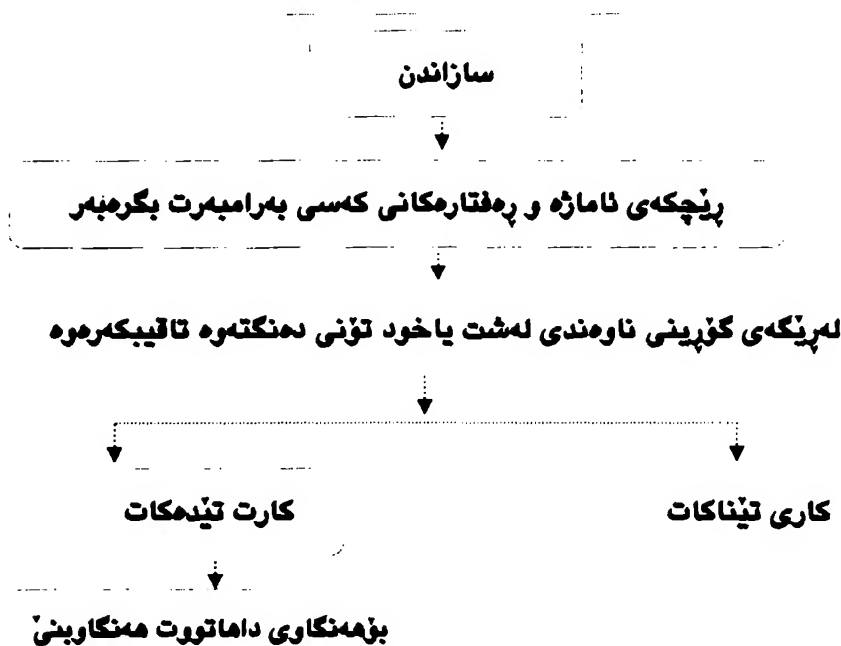 سازاندن
ڕێچکەی ئاماژە و ڕەفتارەکانی کەسی بەرامبەرت بگرەبەر
لەڕێگەی گۆڕینی ناوەندی لەشت یاخود تۆنی دەنگتەوە تاقیبکەرەوە
کاری تێناکات
کارت تێدەکات
بۆهەنگاوی داهاتووت هەنگاوبنێ